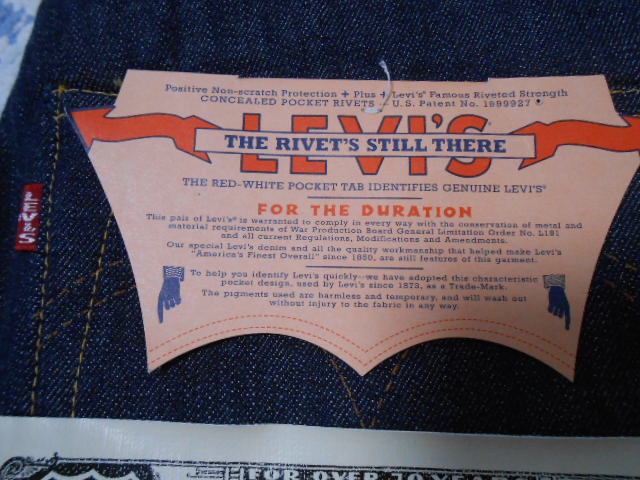 Positive Non-scratch Protection + Plus + Levi's® Famous Riveted Strength
CONCEALED POCKET RIVETS — U.S. Patent No. 1999927
LEVI'S®
THE RIVET'S STILL THERE
THE RED-WHITE POCKET TAB IDENTIFIES GENUINE LEVI'S®
FOR THE DURATION
This pair of Levi's® is warranted to comply in every way with the conservation of metal and
material requirements of War Production Board General Limitation Order No. L181
and all current Regulations, Modifications and Amendments.
Our special Levi's denim and all the quality workmanship that helped make Levi's
"America's Finest Overall" since 1850, are still features of this garment.
To help you identify Levi's quickly—we have adopted this characteristic
pocket design, used by Levi's since 1873, as a Trade-Mark.
The pigments used are harmless and temporary, and will wash out
without injury to the fabric in any way.
LEVI'S
FOR OVER 70 YEARS